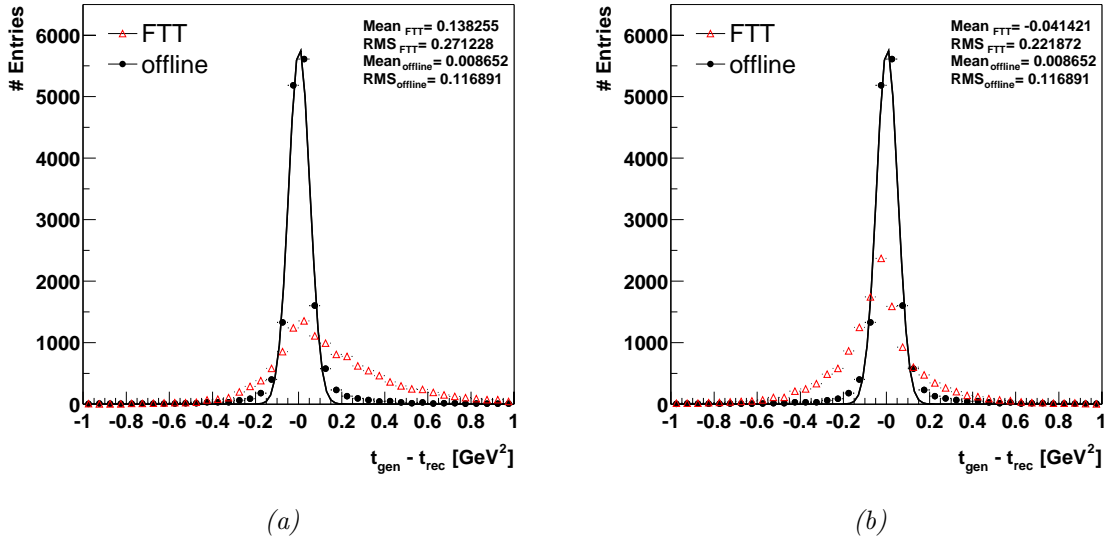 # Entries
6000
5000
4000
3000
2000
1000
0
FTT
offline
Mean FTT= 0.138255
RMS FTT= 0.271228
Mean offline= 0.008652
RMS offline= 0.116891
-1 -0.8 -0.6 -0.4 -0.2 -0 0.2 0.4 0.6 0.8 1
t gen - t rec [GeV²]
(a)
# Entries
6000
5000
4000
3000
2000
1000
0
FTT
offline
Mean FTT= -0.041421
RMS FTT= 0.221872
Mean offline= 0.008652
RMS offline= 0.116891
-1 -0.8 -0.6 -0.4 -0.2 -0 0.2 0.4 0.6 0.8 1
t gen - t rec [GeV²]
(b)